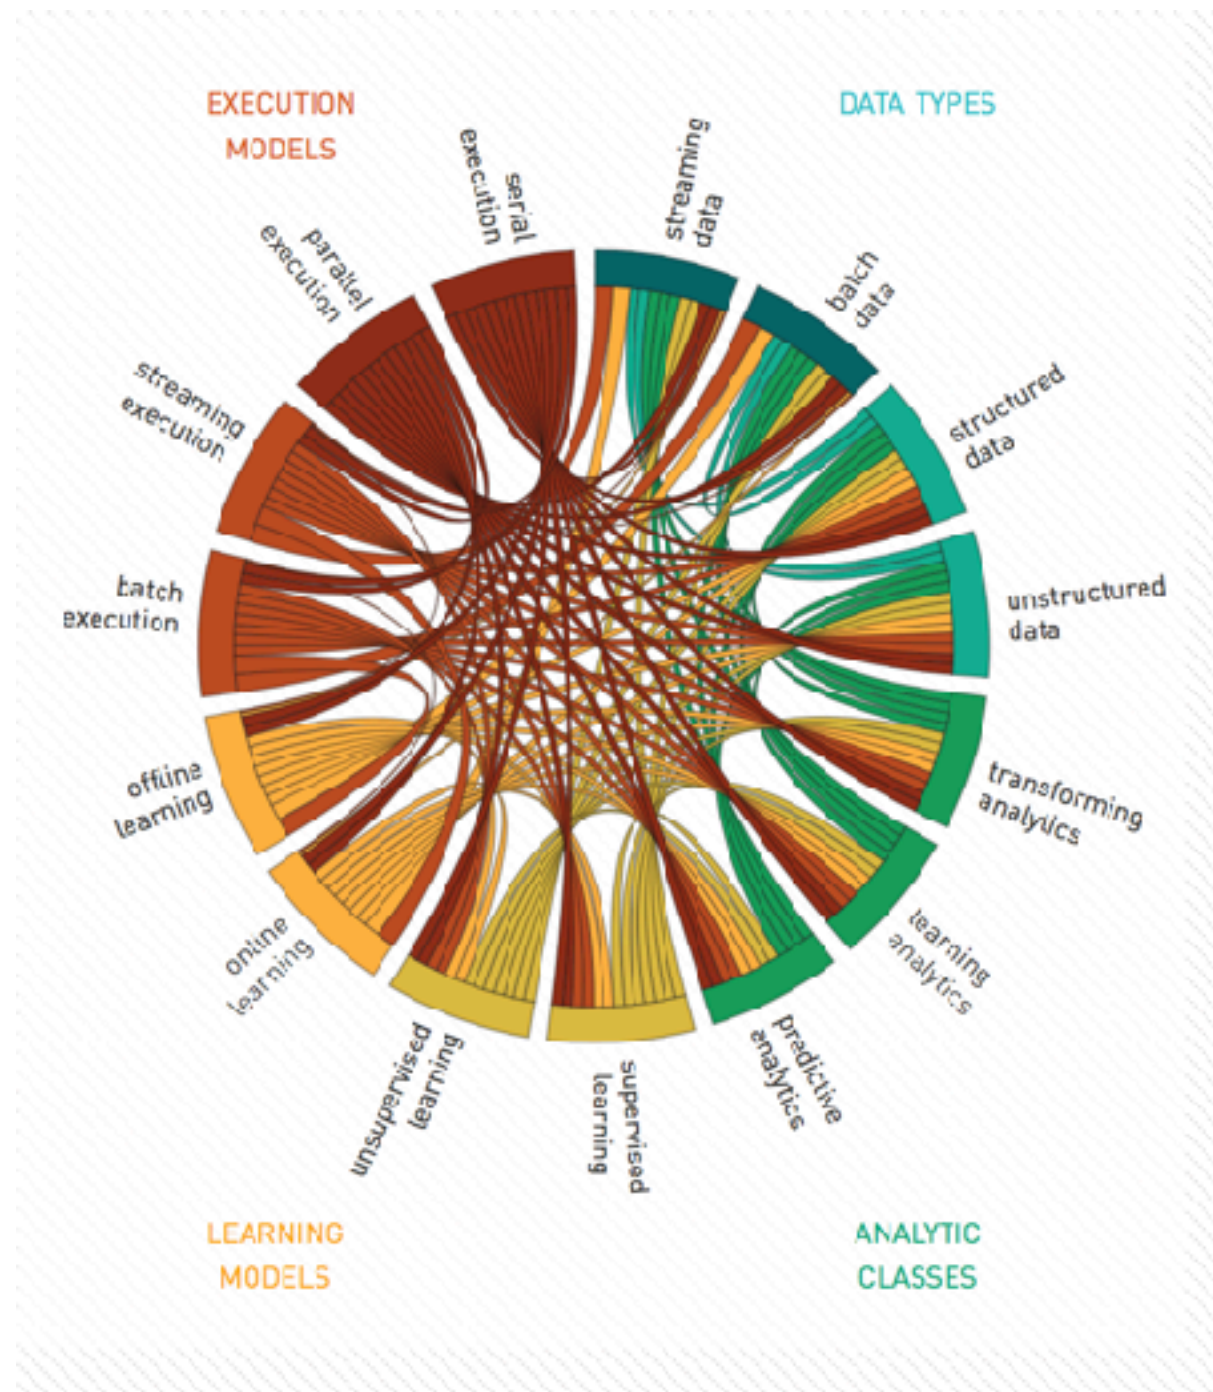 EXECUTION
MODELS
DATA TYPES
serial
execution
streaming
data
parallel
execution
batch
data
streaming
execution
structured
data
batch
execution
unstructured
data
offline
learning
transforming
analytics
online
learning
learning
analytics
unsupervised
learning
supervised
learning
predictive
analytics
LEARNING
MODELS
ANALYTIC
CLASSES